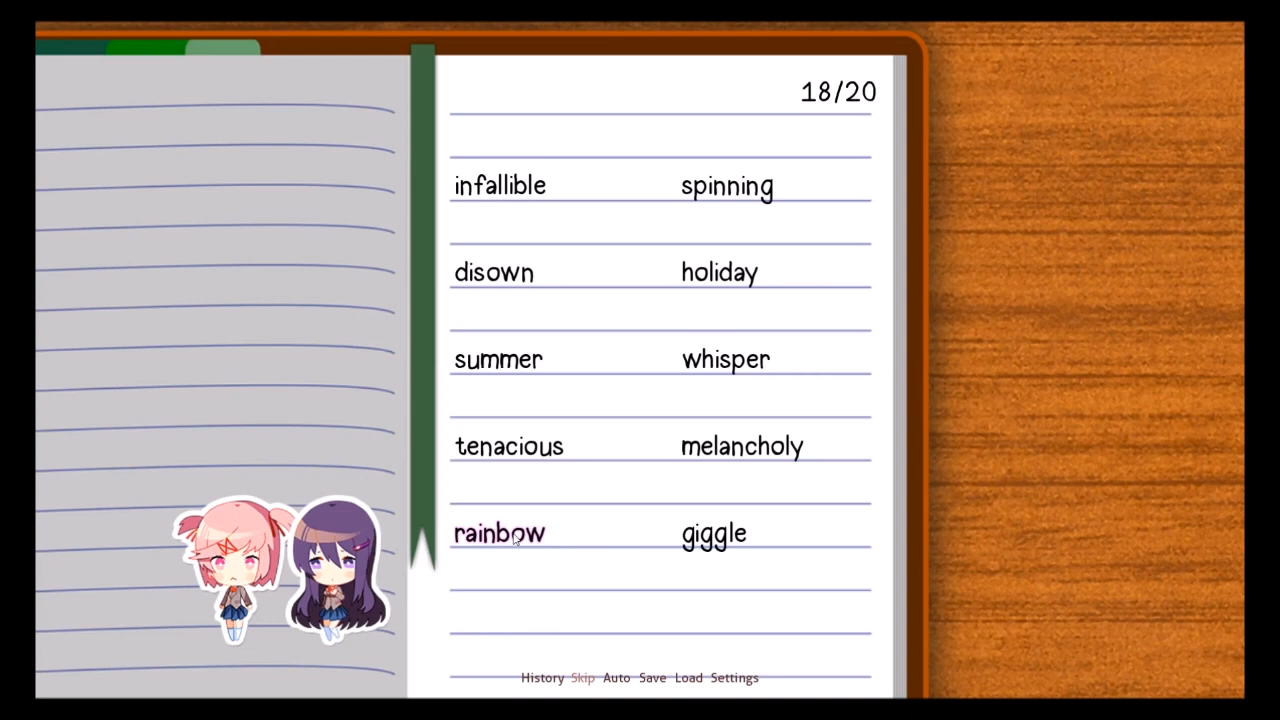 18/20
infallible spinning
disown holiday
summer whisper
tenacious melancholy
rainbow giggle
History Skip Auto Save Load Settings